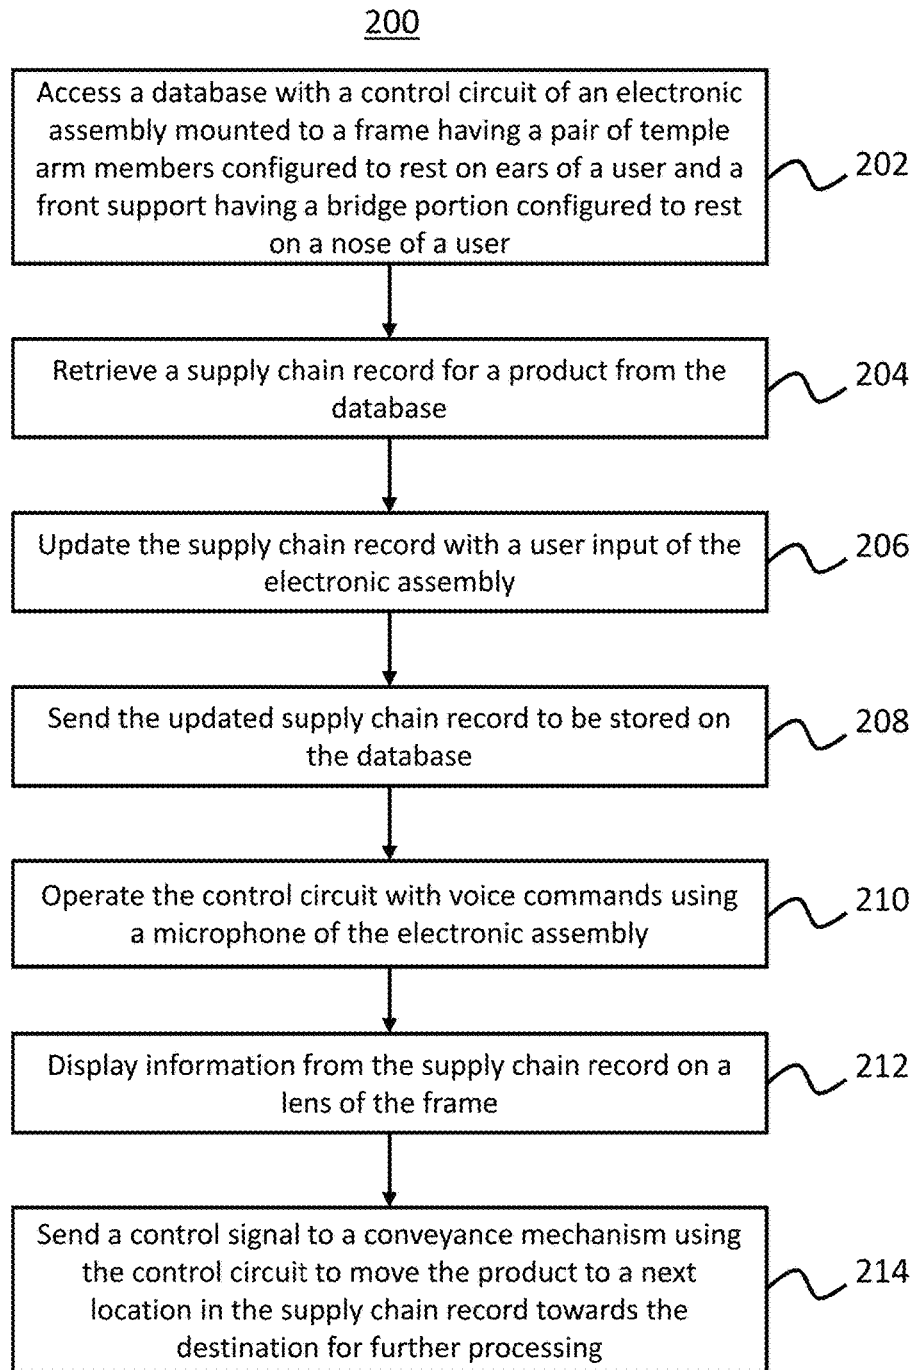 200
Access a database with a control circuit of an electronic
assembly mounted to a frame having a pair of temple
arm members configured to rest on ears of a user and a
front support having a bridge portion configured to rest
on a nose of a user
202
Retrieve a supply chain record for a product from the
database
204
Update the supply chain record with a user input of the
electronic assembly
206
Send the updated supply chain record to be stored on
the database
208
Operate the control circuit with voice commands using
a microphone of the electronic assembly
210
Display information from the supply chain record on a
lens of the frame
212
Send a control signal to a conveyance mechanism using
the control circuit to move the product to a next
location in the supply chain record towards the
destination for further processing
214